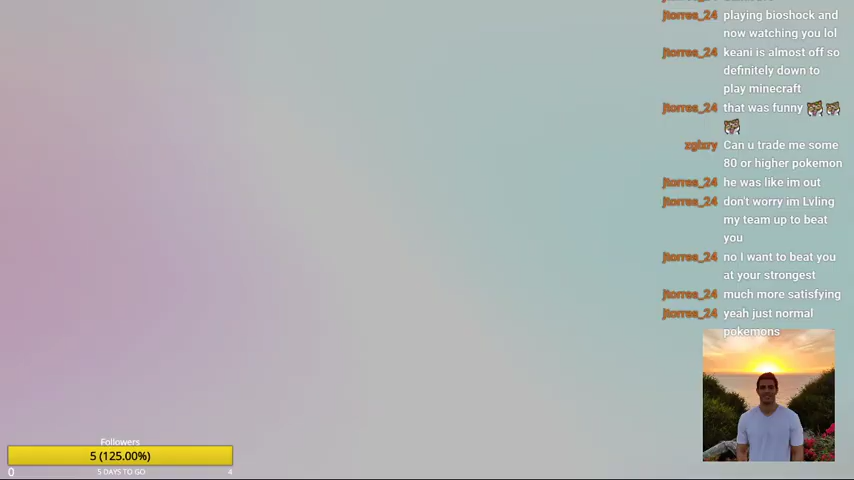 jtorres_24 playing bioshock and
now watching you lol
jtorres_24 keani is almost off so
definitely down to
play minecraft
jtorres_24 that was funny
Can u trade me some
80 or higher pokemon
jtorres_24 he was like im out
jtorres_24 don't worry im Lvling
my team up to beat
you
jtorres_24 no I want to beat you
at your strongest
jtorres_24 much more satisfying
jtorres_24 yeah just normal
pokemons
Followers
5 (125.00%)
0 5 DAYS TO GO 4